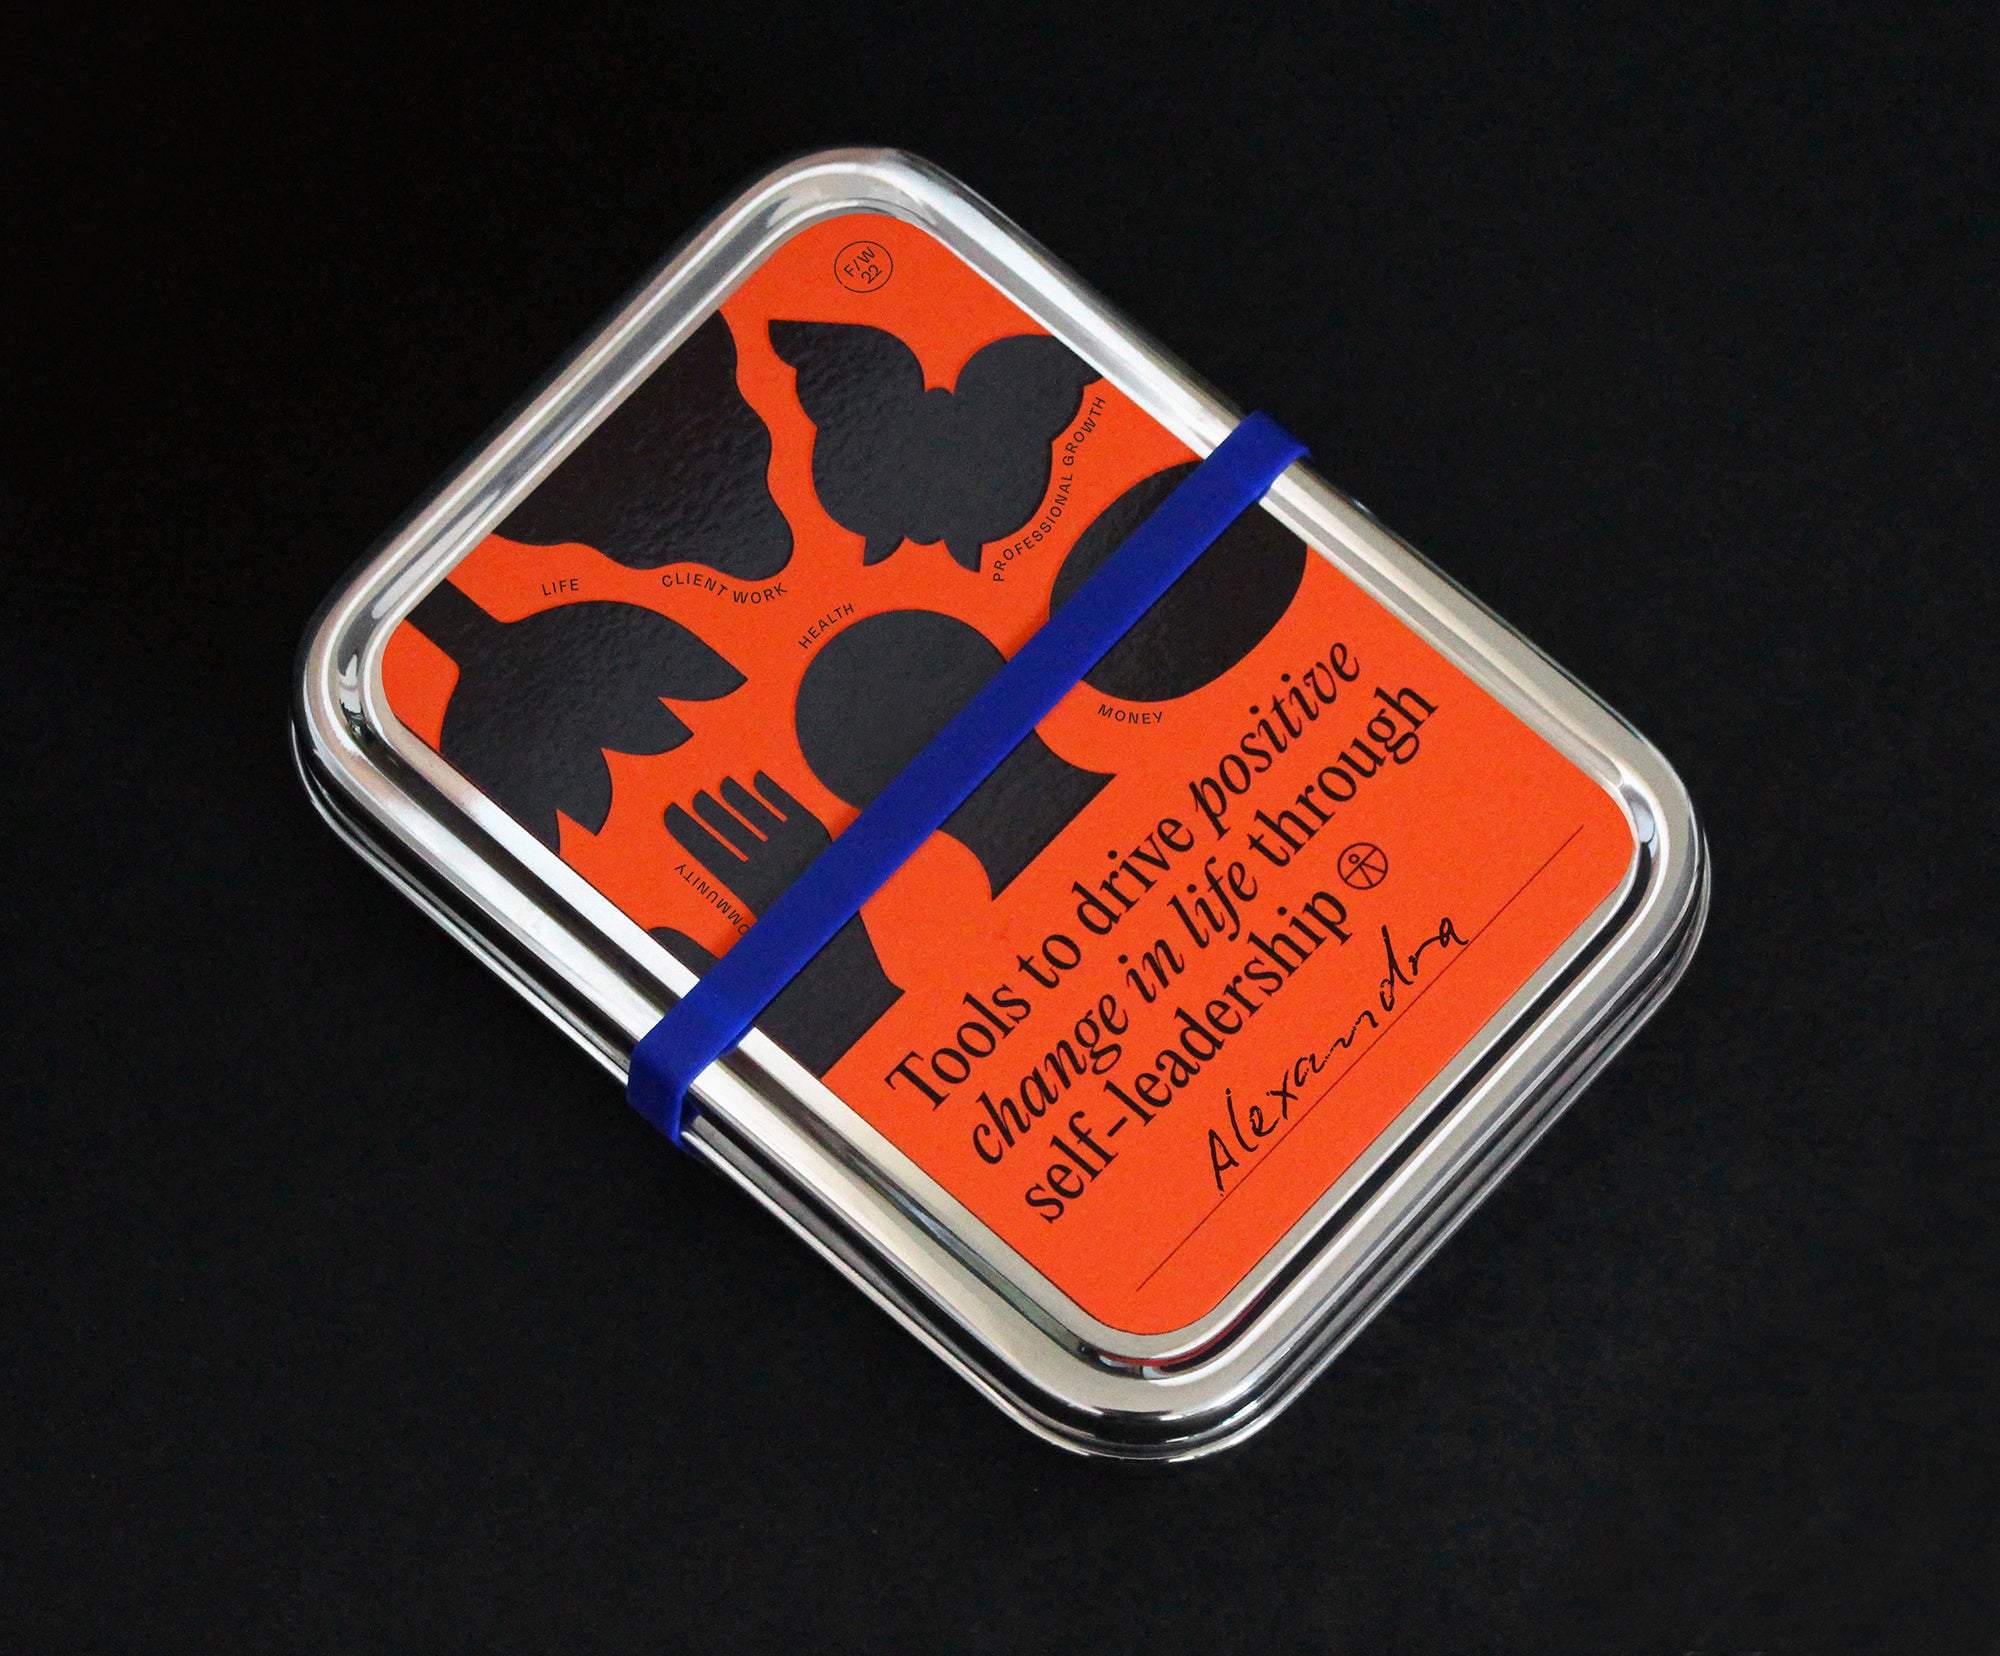 F/W
22
PROFESSIONAL GROWTH
LIFE
CLIENT WORK
HEALTH
MONEY
OMMUNITY
Tools to drive positive
change in life through
self-leadership
Alexandra